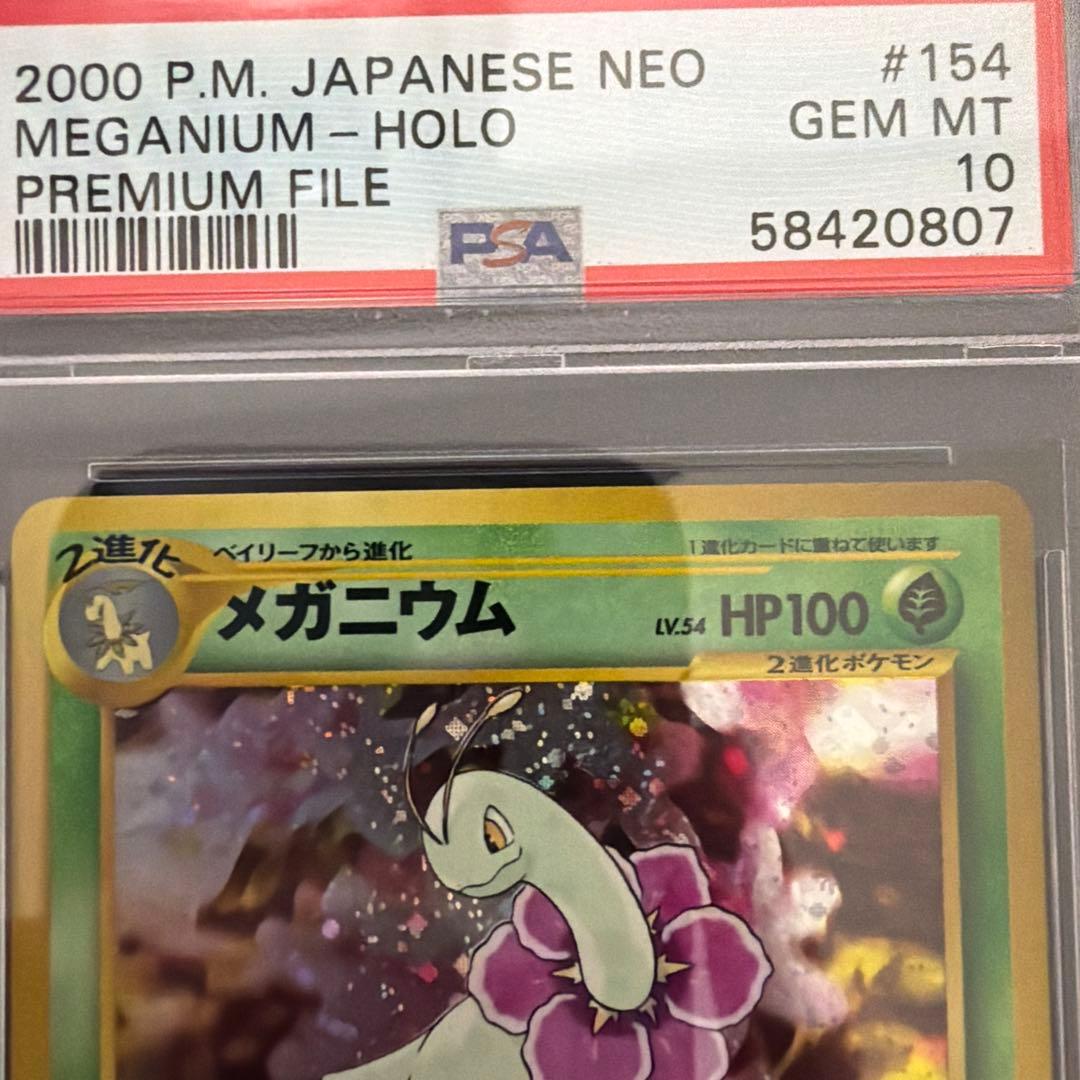 2000 P.M. JAPANESE NEO #154
MEGANIUM – HOLO GEM MT
PREMIUM FILE 10
PSA 58420807
2進化 ベイリーフから進化 1進化カードに重ねて使います
メガニウム LV.54 HP100
2進化ポケモン